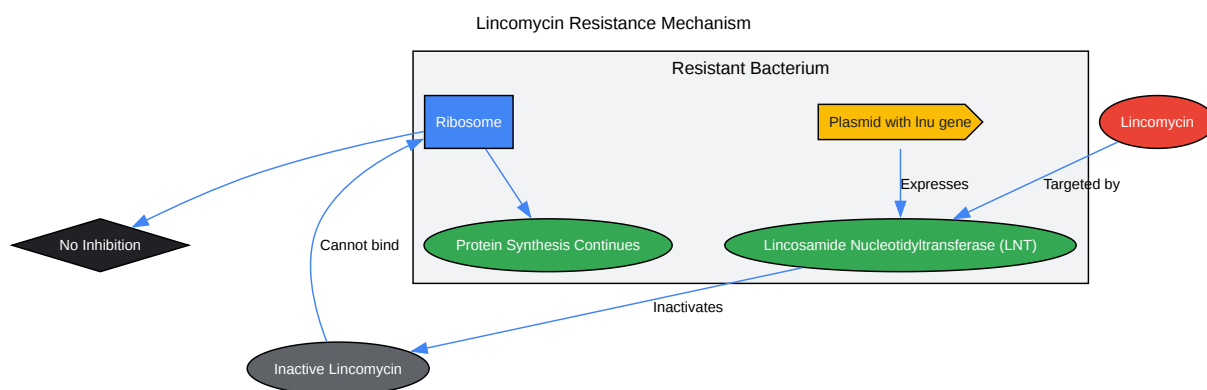 Lincomycin Resistance Mechanism
Resistant Bacterium
Ribosome
Plasmid with lnu gene
Lincomycin
Expresses
Targeted by
No Inhibition
Cannot bind
Protein Synthesis Continues
Lincosamide Nucleotidyltransferase (LNT)
Inactivates
Inactive Lincomycin